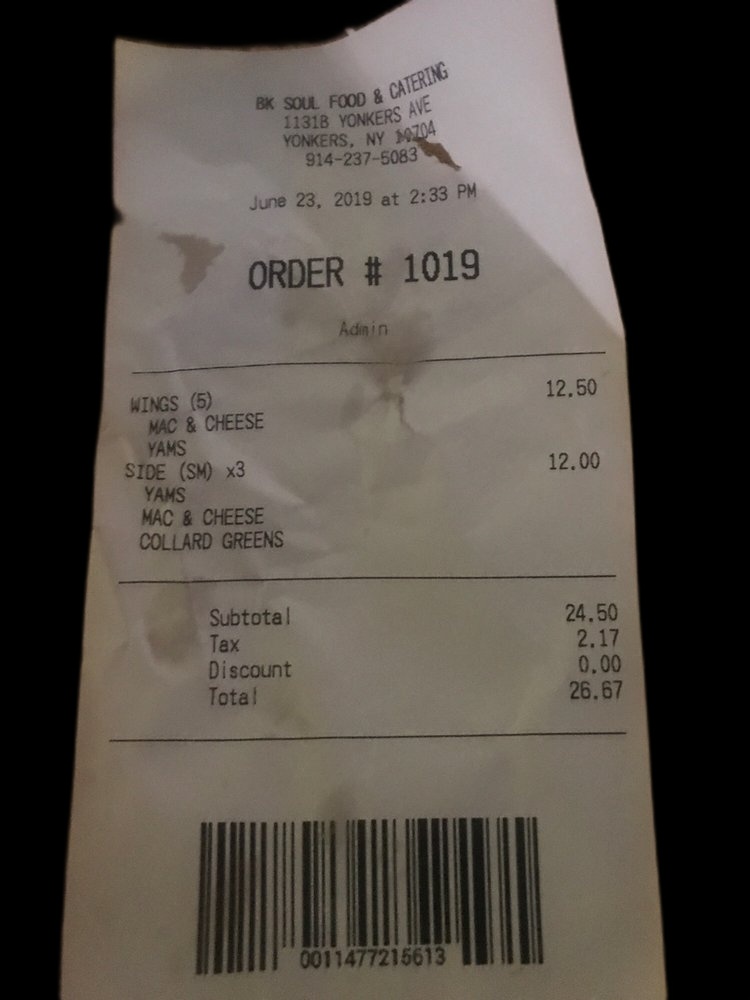 BK SOUL FOOD & CATERING
1131B YONKERS AVE
YONKERS, NY 10704
914-237-5083
June 23, 2019 at 2:33 PM
ORDER # 1019
Admin
WINGS (5) 12.50
MAC & CHEESE
YAMS
SIDE (SM) x3 12.00
YAMS
MAC & CHEESE
COLLARD GREENS
Subtotal 24.50
Tax 2.17
Discount 0.00
Total 26.67
0011477215613